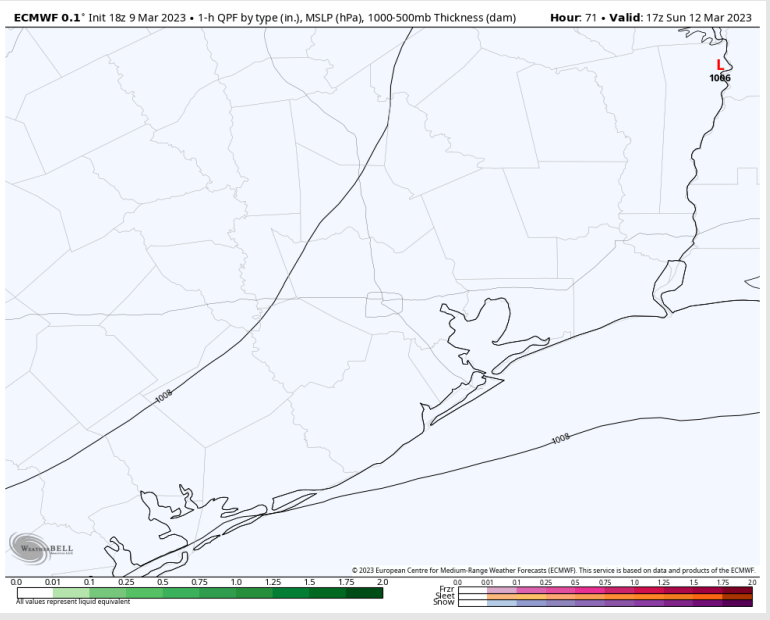 ECMWF 0.1° Init 18z 9 Mar 2023 • 1-h QPF by type (in.), MSLP (hPa), 1000-500mb Thickness (dam) Hour: 71 • Valid: 17z Sun 12 Mar 2023
L
1006
1008
1008
WeatherBELL
© 2023 European Centre for Medium-Range Weather Forecasts (ECMWF). This service is based on data and products of the ECMWF.
0.0 0.01 0.1 0.25 0.5 0.75 1.0 1.25 1.5 1.75 2.0
All values represent liquid equivalent
0.0 0.01 0.1 0.25 0.5 0.75 1.0 1.25 1.5 1.75 2.0
Frzr
Sleet
Snow